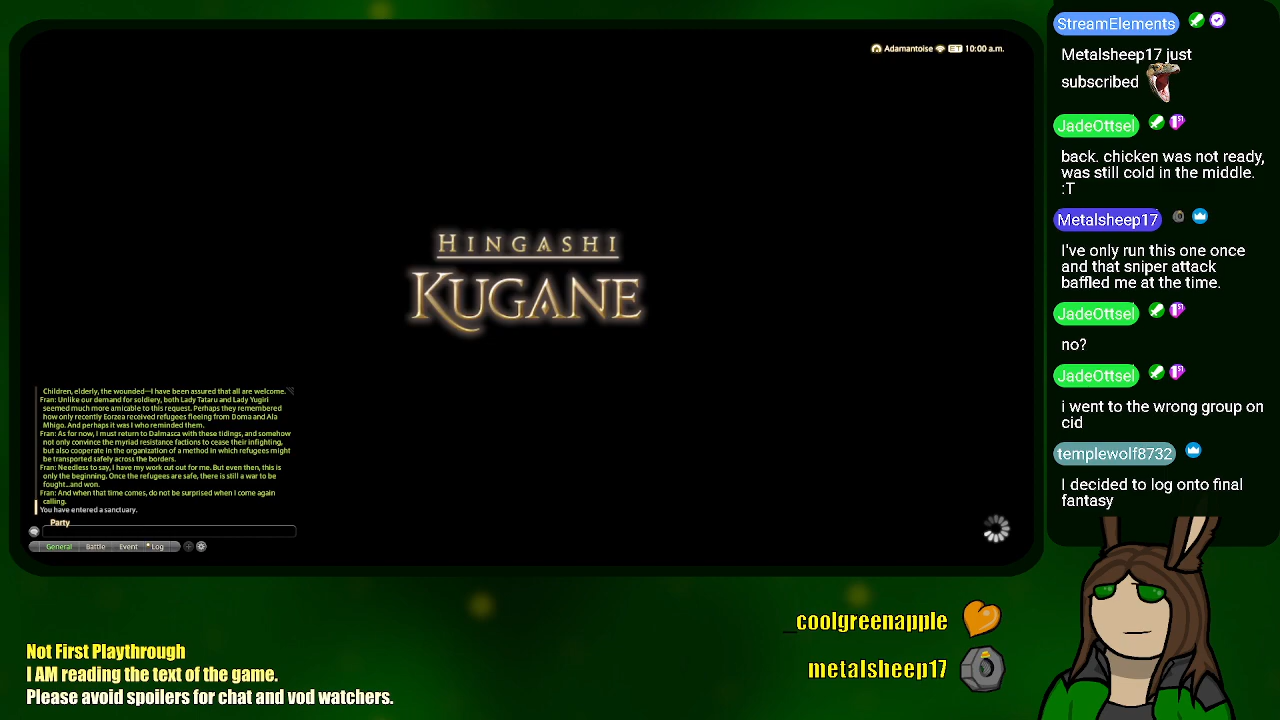 Adamantoise ET 10:00 a.m.
HINGASHI
KUGANE
Children, elderly, the wounded—I have been assured that all are welcome.
Fran: Unlike our demand for soldiery, both Lady Tataru and Lady Yugiri
seemed much more amicable to this request. Perhaps they remembered
how only recently Eorzea received refugees fleeing from Doma and Ala
Mhigo. And perhaps it was I who reminded them.
Fran: As for now, I must return to Dalmasca with these tidings, and somehow
not only convince the myriad resistance factions to cease their infighting,
but also cooperate in the organization of a method in which refugees might
be transported safely across the borders.
Fran: Needless to say, I have my work cut out for me. But even then, this is
only the beginning. Once the refugees are safe, there is still a war to be
fought...and won.
Fran: And when that time comes, do not be surprised when I come again
calling.
You have entered a sanctuary.
Party
General Battle Event Log
StreamElements
Metalsheep17 just
subscribed
JadeOttsel
back. chicken was not ready,
was still cold in the middle.
:T
Metalsheep17
I've only run this one once
and that sniper attack
baffled me at the time.
JadeOttsel
no?
JadeOttsel
i went to the wrong group on
cid
templewolf8732
I decided to log onto final
fantasy
_coolgreenapple
metalsheep17
Not First Playthrough
I AM reading the text of the game.
Please avoid spoilers for chat and vod watchers.